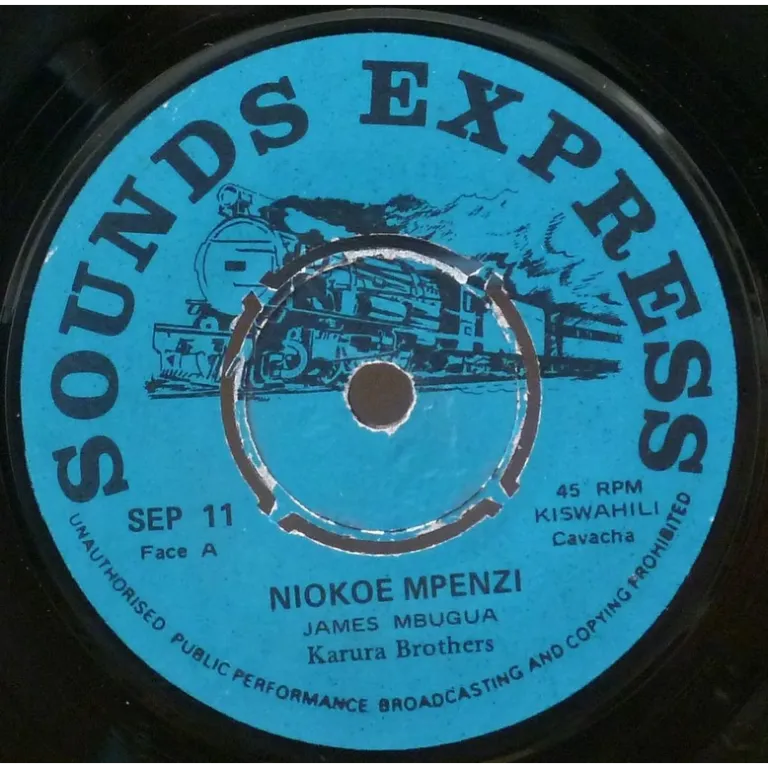 SOUNDS EXPRESS
SEP 11
Face A
45 RPM
KISWAHILI
Cavacha
NIOKOE MPENZI
JAMES MBUGUA
Karura Brothers
UNAUTHORISED PUBLIC PERFORMANCE BROADCASTING AND COPYING PROHIBITED